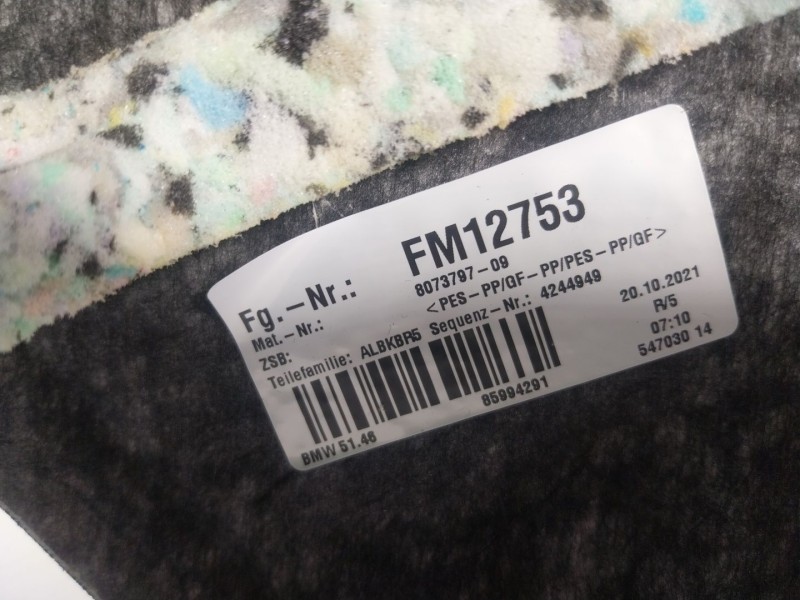 Fg.-Nr.: FM12753
Mat.-Nr.: 8073797-09
ZSB: <PES-PP/GF-PP/PES-PP/GF>
Teilefamilie: ALBKBR5 Sequenz-Nr.: 4244949
20.10.2021
R/5
07:10
547030 14
85994291
BMW 51.46